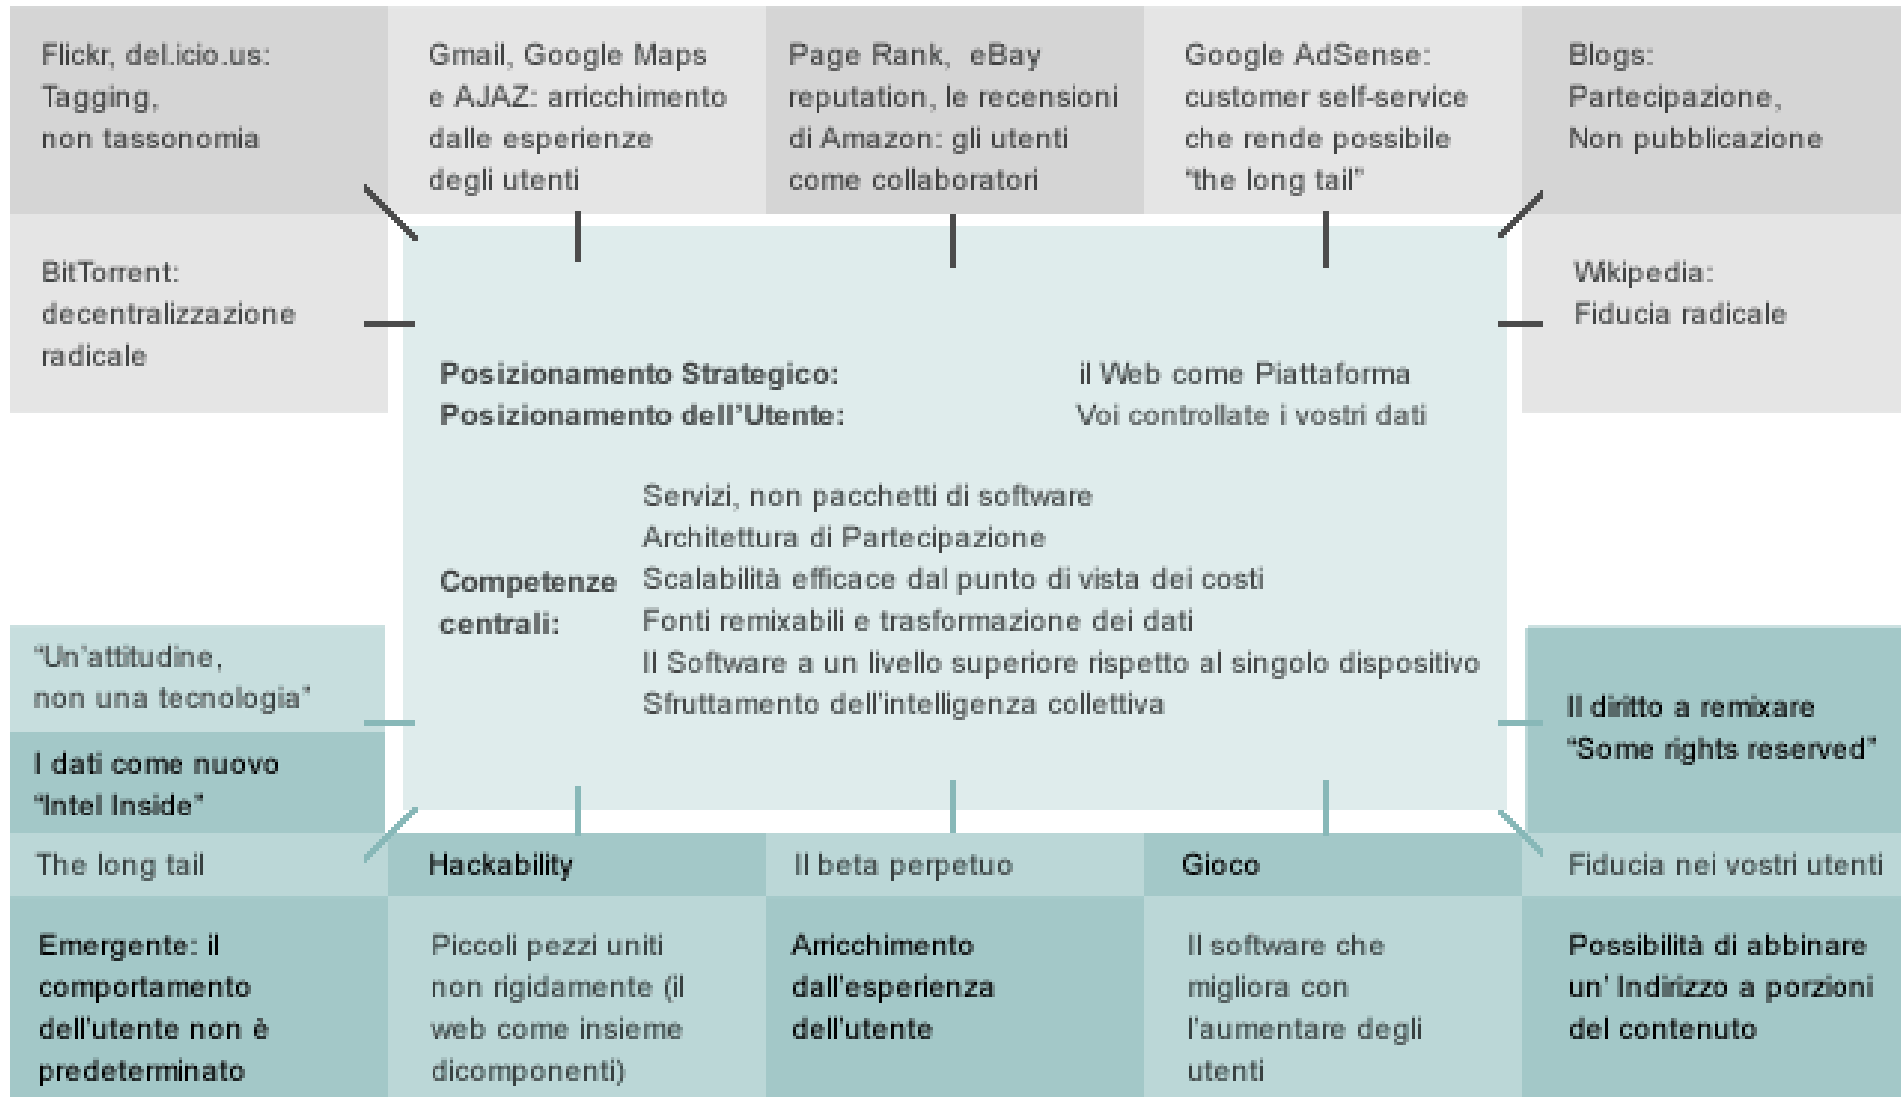 Flickr, del.icio.us:
Tagging,
non tassonomia
Gmail, Google Maps
e AJAZ: arricchimento
dalle esperienze
degli utenti
Page Rank, eBay
reputation, le recensioni
di Amazon: gli utenti
come collaboratori
Google AdSense:
customer self-service
che rende possibile
“the long tail”
Blogs:
Partecipazione,
Non pubblicazione
BitTorrent:
decentralizzazione
radicale
Wikipedia:
Fiducia radicale
Posizionamento Strategico: il Web come Piattaforma
Posizionamento dell'Utente: Voi controllate i vostri dati
Competenze
centrali:
Servizi, non pacchetti di software
Architettura di Partecipazione
Scalabilità efficace dal punto di vista dei costi
Fonti remixabili e trasformazione dei dati
Il Software a un livello superiore rispetto al singolo dispositivo
Sfruttamento dell'intelligenza collettiva
“Un'attitudine,
non una tecnologia”
I dati come nuovo
“Intel Inside”
Il diritto a remixare
“Some rights reserved”
The long tail
Hackability
Il beta perpetuo
Gioco
Fiducia nei vostri utenti
Emergente: il
comportamento
dell'utente non è
predeterminato
Piccoli pezzi uniti
non rigidamente (il
web come insieme
dicomponenti)
Arricchimento
dall'esperienza
dell'utente
Il software che
migliora con
l'aumentare degli
utenti
Possibilità di abbinare
un' Indirizzo a porzioni
del contenuto